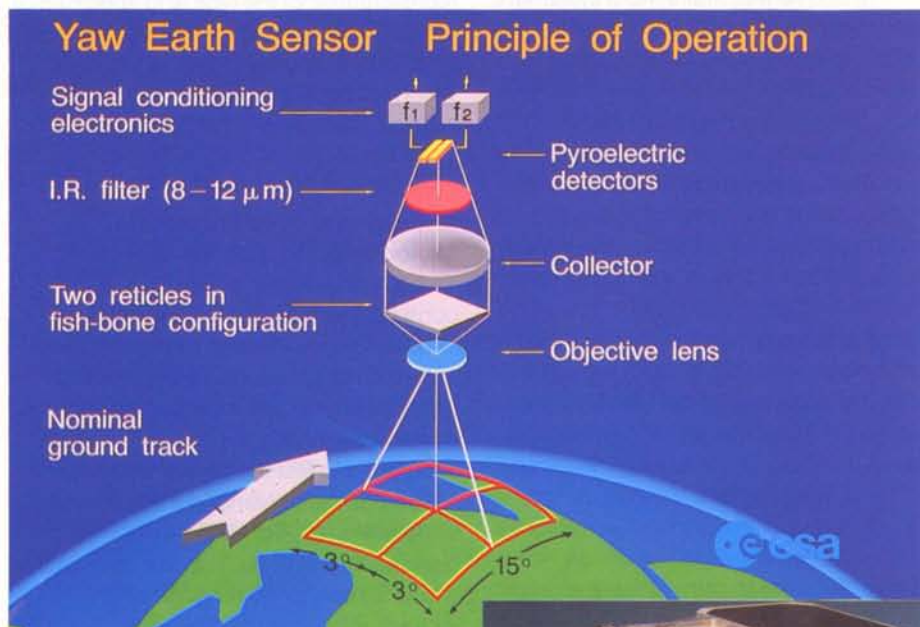 Yaw Earth Sensor Principle of Operation
Signal conditioning
electronics
f1 f2
Pyroelectric
detectors
I.R. filter (8–12 μm)
Collector
Two reticles in
fish-bone configuration
Objective lens
Nominal
ground track
3°
3°
15°
esa